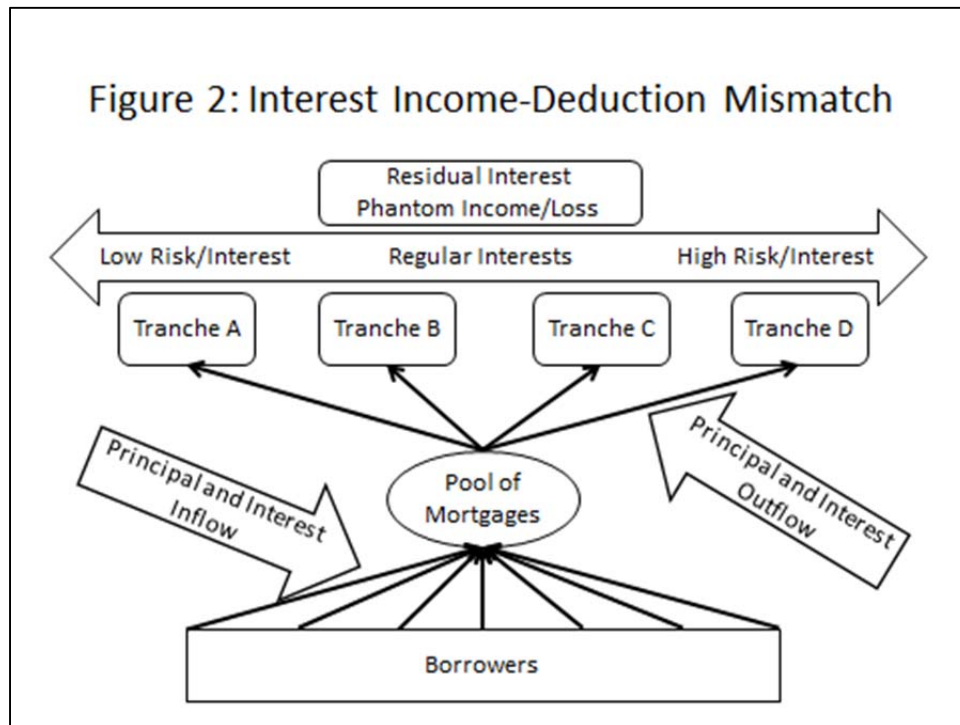 Figure 2: Interest Income-Deduction Mismatch
Residual Interest
Phantom Income/Loss
Low Risk/Interest
Regular Interests
High Risk/Interest
Tranche A
Tranche B
Tranche C
Tranche D
Principal and Interest
Inflow
Pool of
Mortgages
Principal and Interest
Outflow
Borrowers